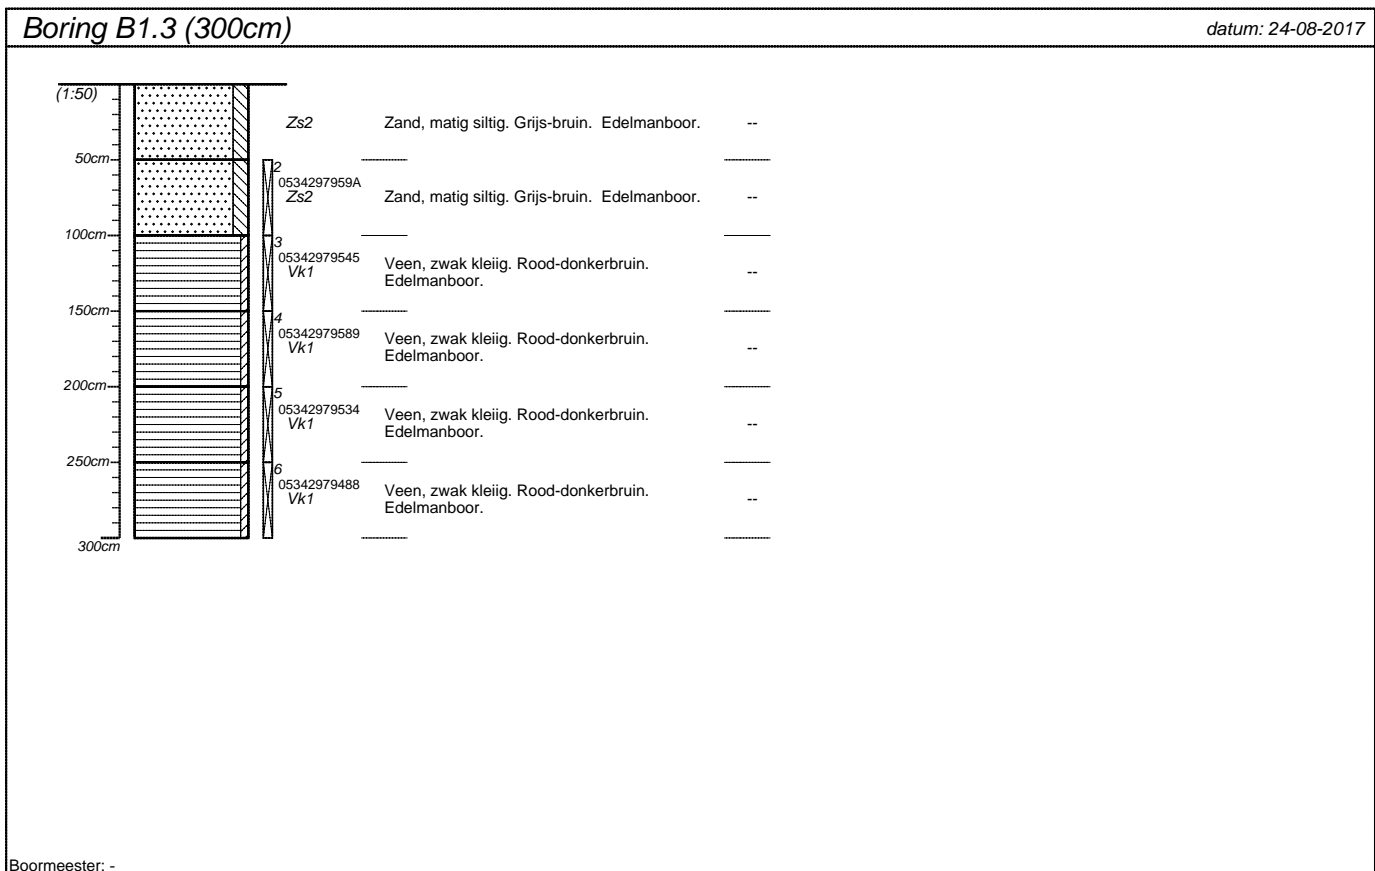 Boring B1.3 (300cm)
datum: 24-08-2017
(1:50)
Zs2 Zand, matig siltig. Grijs-bruin. Edelmanboor. --
50cm
2
0534297959A
Zs2 Zand, matig siltig. Grijs-bruin. Edelmanboor. --
100cm
3
05342979545
Vk1 Veen, zwak kleiig. Rood-donkerbruin.
Edelmanboor. --
150cm
4
05342979589
Vk1 Veen, zwak kleiig. Rood-donkerbruin.
Edelmanboor. --
200cm
5
05342979534
Vk1 Veen, zwak kleiig. Rood-donkerbruin.
Edelmanboor. --
250cm
6
05342979488
Vk1 Veen, zwak kleiig. Rood-donkerbruin.
Edelmanboor. --
300cm
Boormeester: -